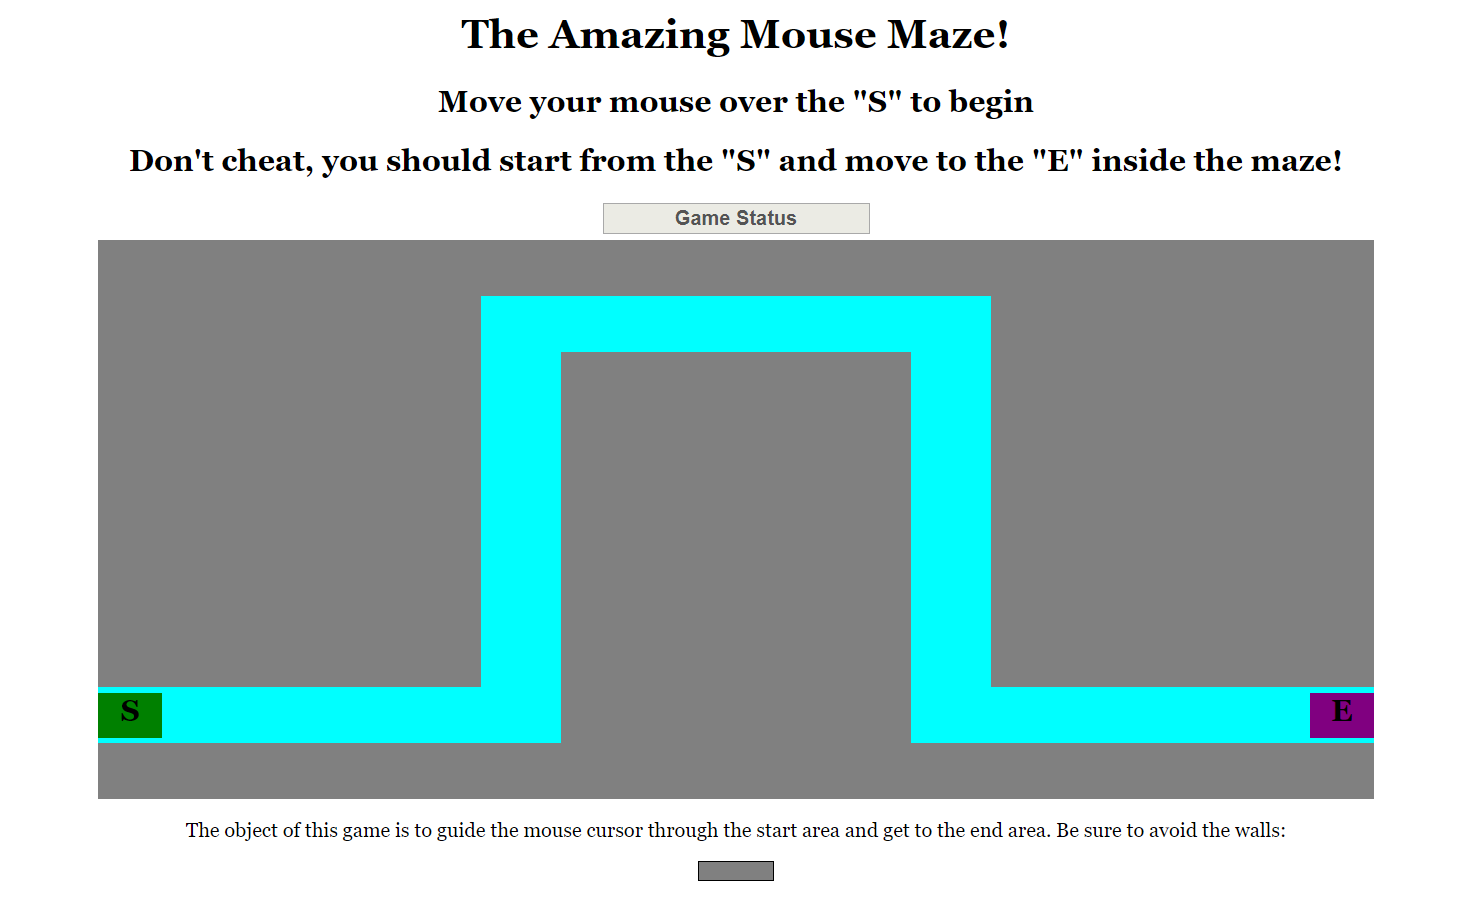 The Amazing Mouse Maze!
Move your mouse over the "S" to begin
Don't cheat, you should start from the "S" and move to the "E" inside the maze!
Game Status
S
E
The object of this game is to guide the mouse cursor through the start area and get to the end area. Be sure to avoid the walls: